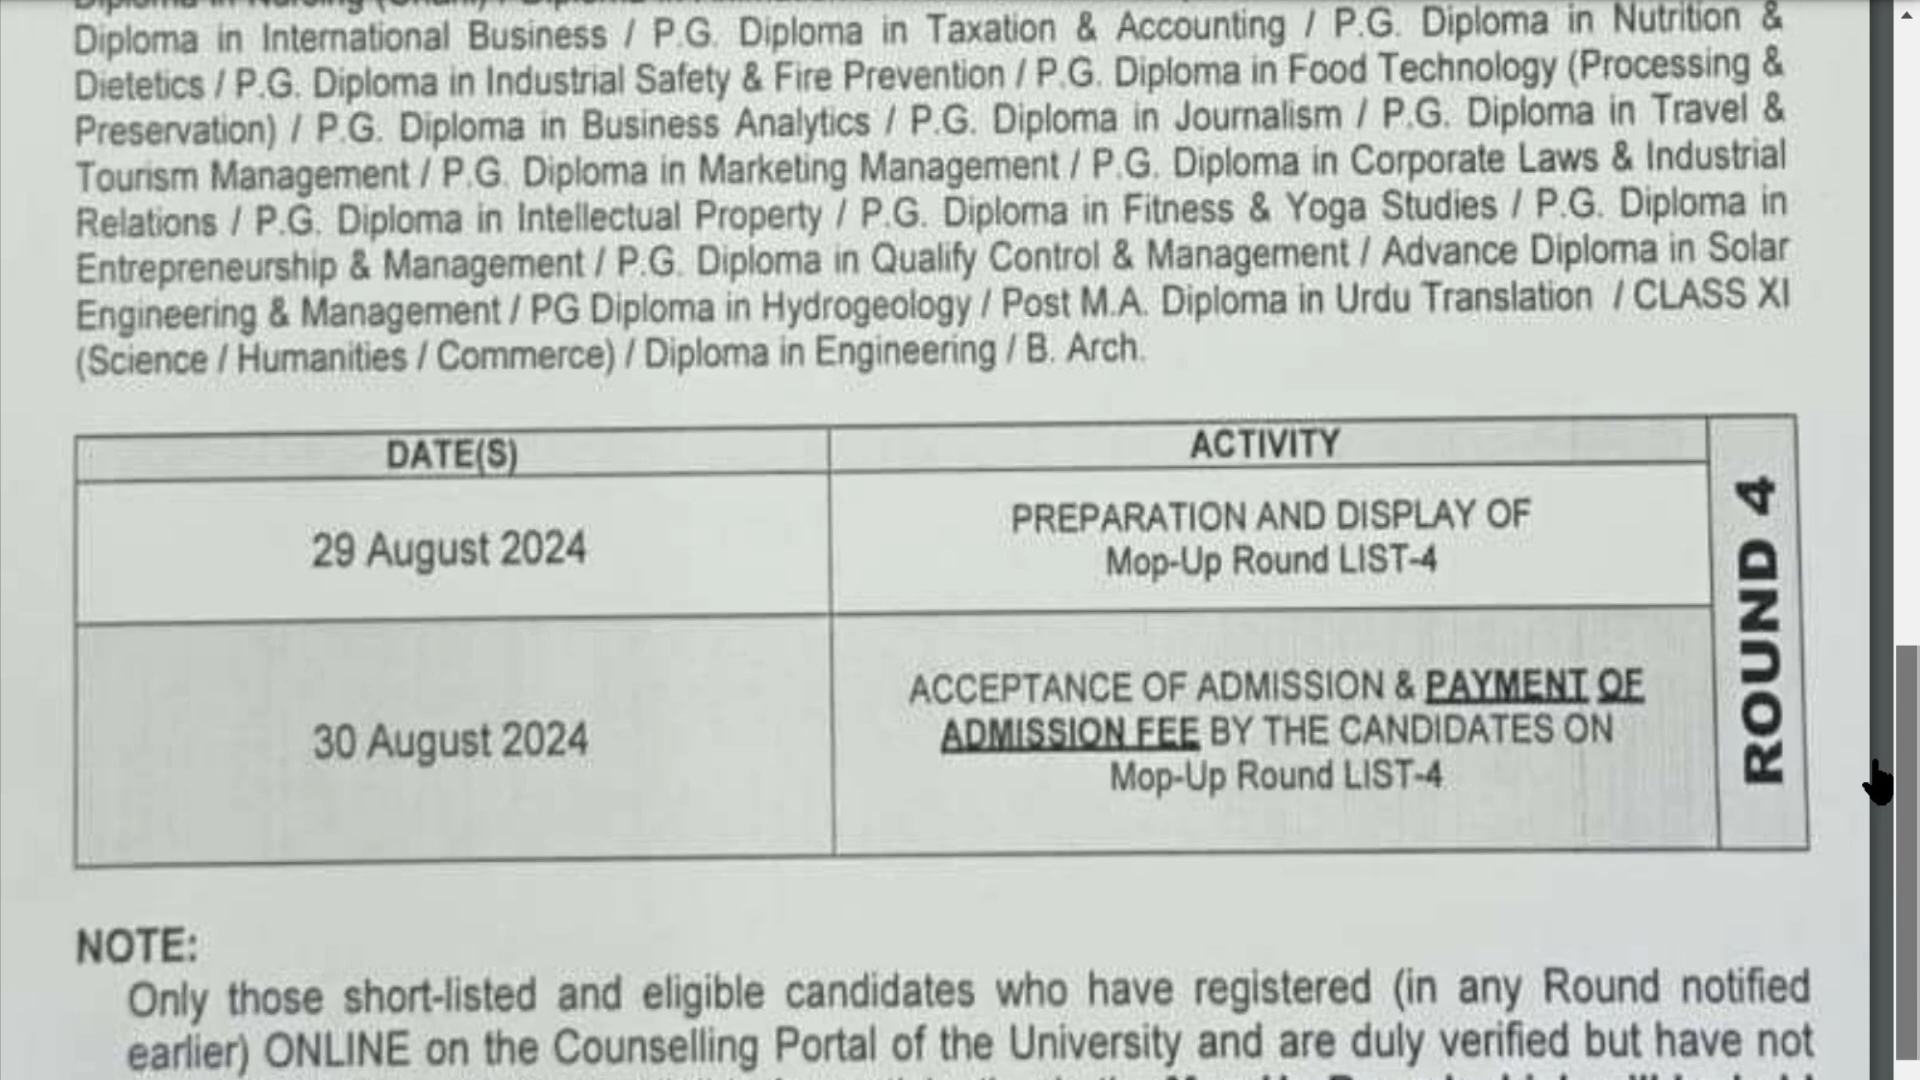 Diploma in International Business / P.G. Diploma in Taxation & Accounting / P.G. Diploma in Nutrition &
Dietetics / P.G. Diploma in Industrial Safety & Fire Prevention / P.G. Diploma in Food Technology (Processing &
Preservation) / P.G. Diploma in Business Analytics / P.G. Diploma in Journalism / P.G. Diploma in Travel &
Tourism Management / P.G. Diploma in Marketing Management / P.G. Diploma in Corporate Laws & Industrial
Relations / P.G. Diploma in Intellectual Property / P.G. Diploma in Fitness & Yoga Studies / P.G. Diploma in
Entrepreneurship & Management / P.G. Diploma in Qualify Control & Management / Advance Diploma in Solar
Engineering & Management / PG Diploma in Hydrogeology / Post M.A. Diploma in Urdu Translation / CLASS XI
(Science / Humanities / Commerce) / Diploma in Engineering / B. Arch.
DATE(S)
ACTIVITY
29 August 2024
PREPARATION AND DISPLAY OF
Mop-Up Round LIST-4
30 August 2024
ACCEPTANCE OF ADMISSION & PAYMENT OF
ADMISSION FEE BY THE CANDIDATES ON
Mop-Up Round LIST-4
ROUND 4
NOTE:
Only those short-listed and eligible candidates who have registered (in any Round notified
earlier) ONLINE on the Counselling Portal of the University and are duly verified but have not